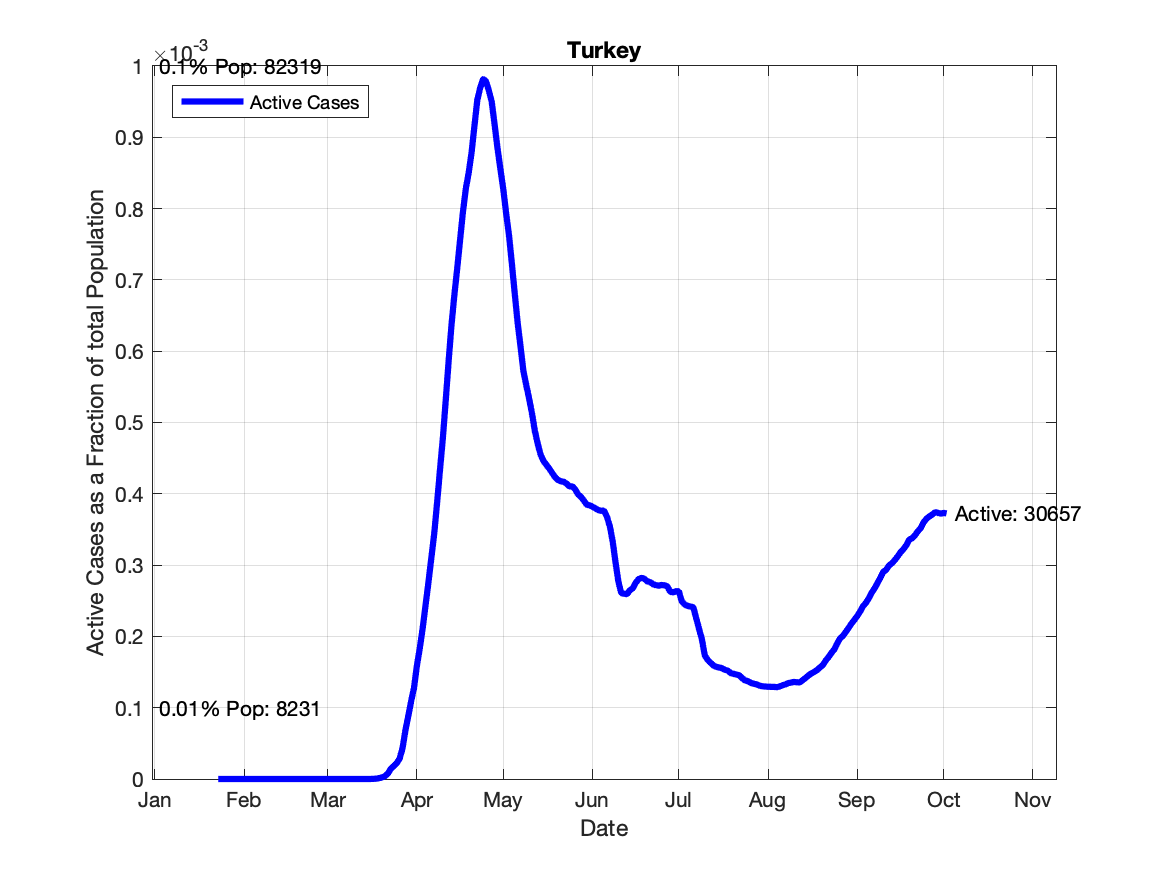 Turkey
×10-3
0.1% Pop: 82319
1
Active Cases
0.9
0.8
0.7
0.6
0.5
0.4
Active: 30657
0.3
0.2
0.1
0.01% Pop: 8231
0
Active Cases as a Fraction of total Population
Jan Feb Mar Apr May Jun Jul Aug Sep Oct Nov
Date